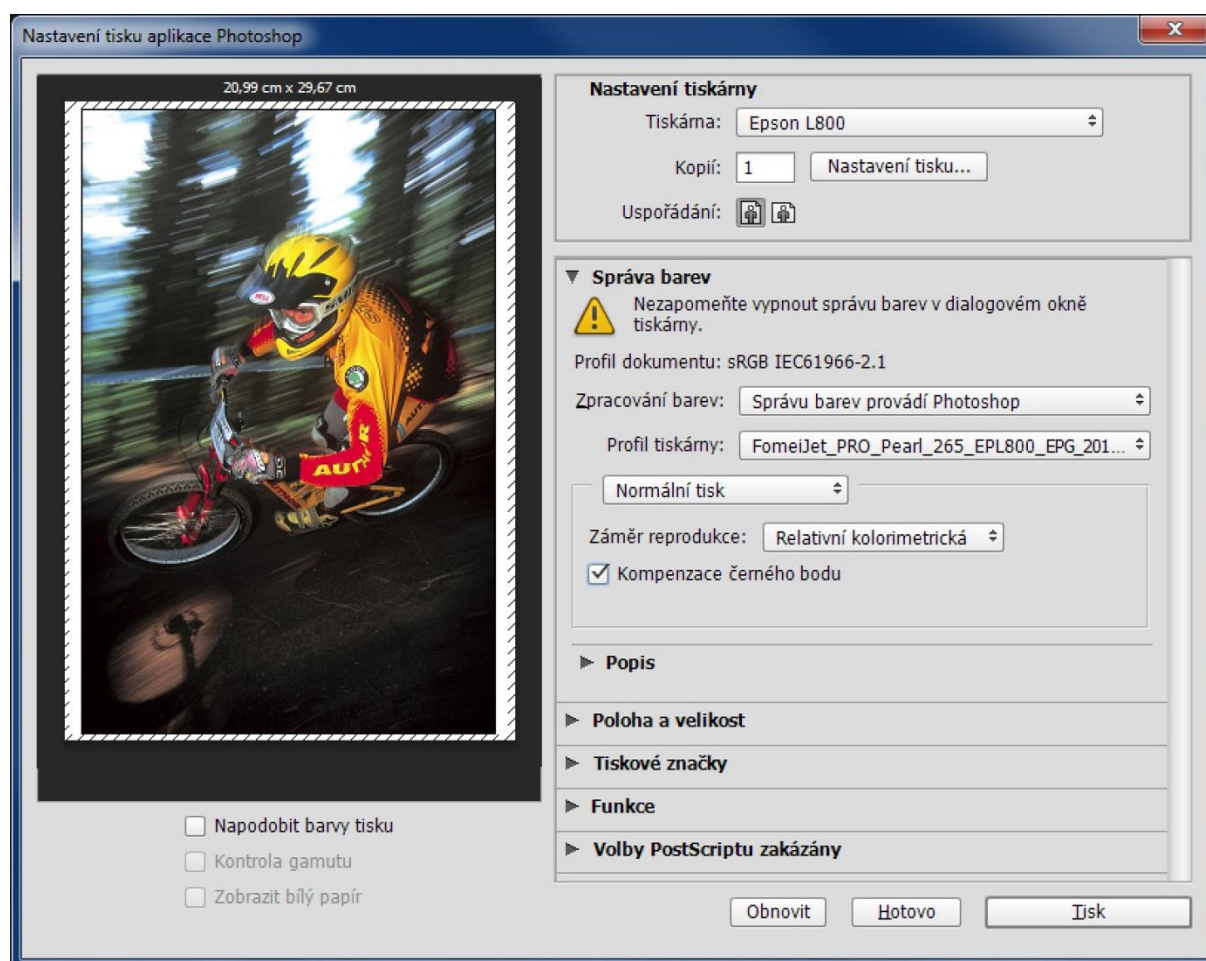 Nastavení tisku aplikace Photoshop
x
20,99 cm x 29,67 cm
BELL
AUTHOR
Napodobit barvy tisku
Kontrola gamutu
Zobrazit bílý papír
Nastavení tiskárny
Tiskárna: Epson L800
Kopií: 1 Nastavení tisku...
Uspořádání:
Správa barev
Nezapomeňte vypnout správu barev v dialogovém okně
tiskárny.
Profil dokumentu: sRGB IEC61966-2.1
Zpracování barev: Správu barev provádí Photoshop
Profil tiskárny: FomeiJet_PRO_Pearl_265_EPL800_EPG_201...
Normální tisk
Záměr reprodukce: Relativní kolorimetrická
Kompenzace černého bodu
Popis
Poloha a velikost
Tiskové značky
Funkce
Volby PostScriptu zakázány
Obnovit Hotovo Tisk